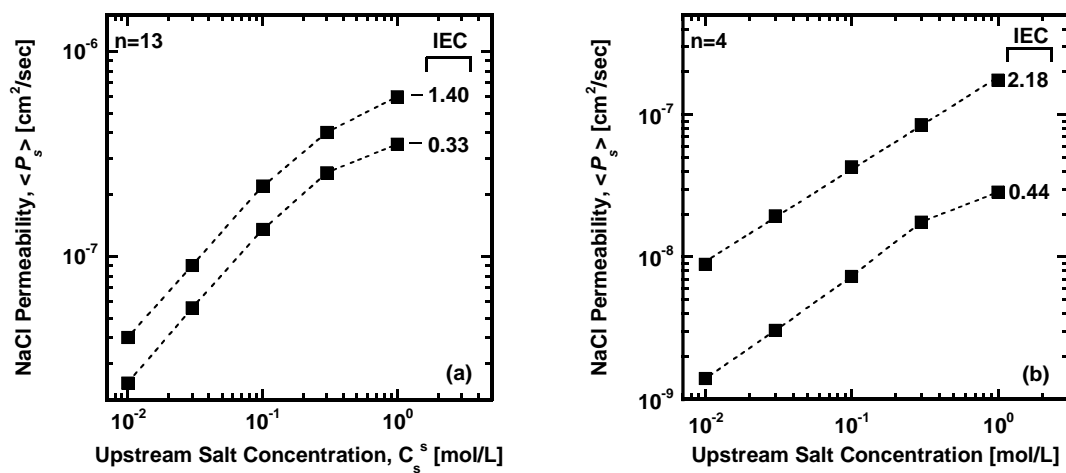 n=13
IEC
1.40
0.33
10⁻⁶
10⁻⁷
NaCl Permeability, <Pₛ> [cm²/sec]
(a)
10⁻² 10⁻¹ 10⁰
Upstream Salt Concentration, Cₛˢ [mol/L]
n=4
IEC
2.18
0.44
10⁻⁷
10⁻⁸
10⁻⁹
NaCl Permeability, <Pₛ> [cm²/sec]
(b)
10⁻² 10⁻¹ 10⁰
Upstream Salt Concentration [mol/L]